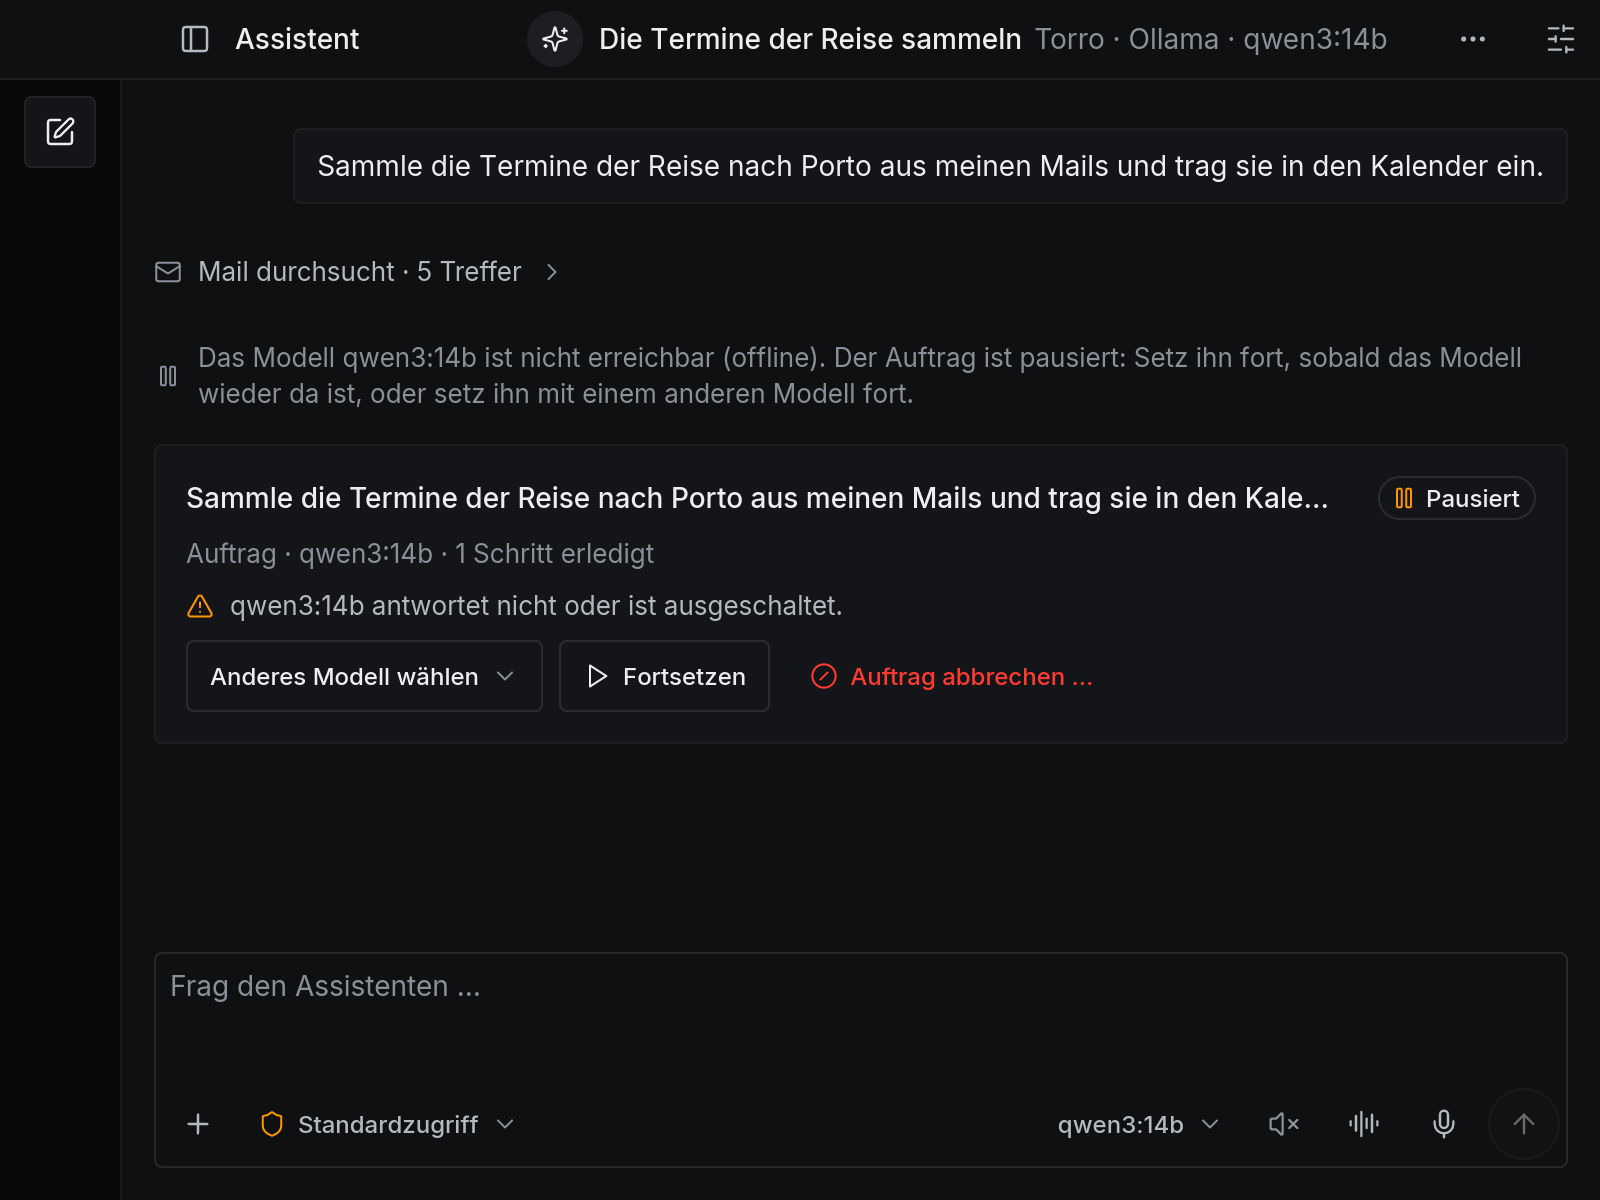 Assistent
Die Termine der Reise sammeln Torro · Ollama · qwen3:14b
Sammle die Termine der Reise nach Porto aus meinen Mails und trag sie in den Kalender ein.
Mail durchsucht · 5 Treffer
Das Modell qwen3:14b ist nicht erreichbar (offline). Der Auftrag ist pausiert: Setz ihn fort, sobald das Modell
wieder da ist, oder setz ihn mit einem anderen Modell fort.
Sammle die Termine der Reise nach Porto aus meinen Mails und trag sie in den Kale...
Pausiert
Auftrag · qwen3:14b · 1 Schritt erledigt
qwen3:14b antwortet nicht oder ist ausgeschaltet.
Anderes Modell wählen
Fortsetzen
Auftrag abbrechen ...
Frag den Assistenten ...
Standardzugriff
qwen3:14b